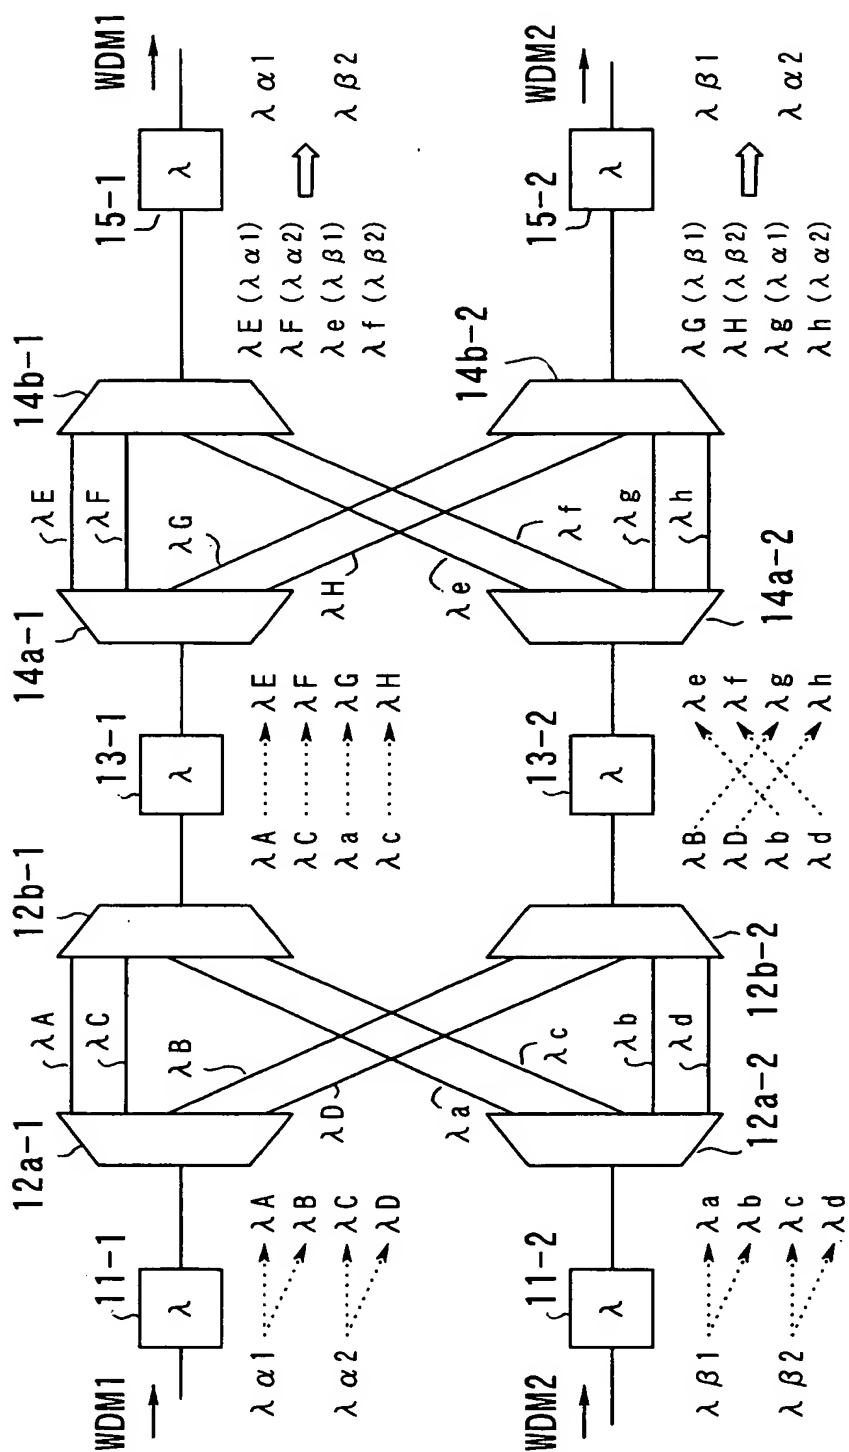 WDM1
11-1
λ
λα1
λα2
λA
λB
λC
λD
12a-1
λA
λC
λB
λD
12b-1
13-1
λ
λA
λC
λa
λc
λE
λF
λG
λH
14a-1
λE
λF
λG
λH
14b-1
15-1
λ
λE (λα1)
λF (λα2)
λe (λβ1)
λf (λβ2)
λα1
λβ2
WDM1
WDM2
11-2
λ
λβ1
λβ2
λa
λb
λc
λd
12a-2
λa
λc
λb
λd
12b-2
13-2
λ
λB
λD
λb
λd
λe
λf
λg
λh
14a-2
λe
λf
λg
λh
14b-2
15-2
λ
λG (λβ1)
λH (λβ2)
λg (λα1)
λh (λα2)
λβ1
λα2
WDM2